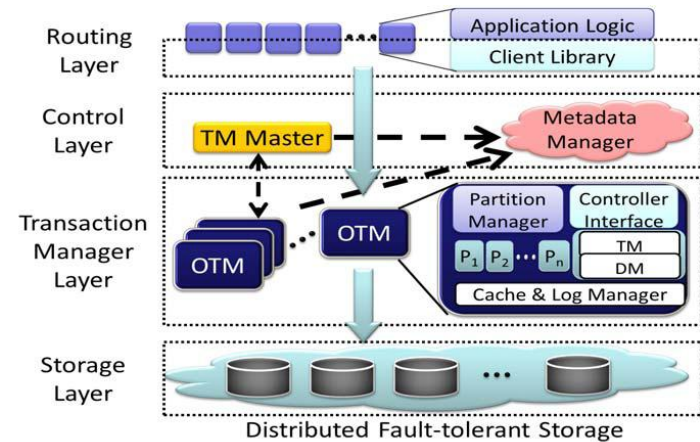 Routing
Layer
•••
Application Logic
Client Library
Control
Layer
TM Master
Metadata
Manager
Transaction
Manager
Layer
OTM
•••
OTM
Partition
Manager
Controller
Interface
P1 P2 ••• Pn
TM
DM
Cache & Log Manager
Storage
Layer
•••
Distributed Fault-tolerant Storage